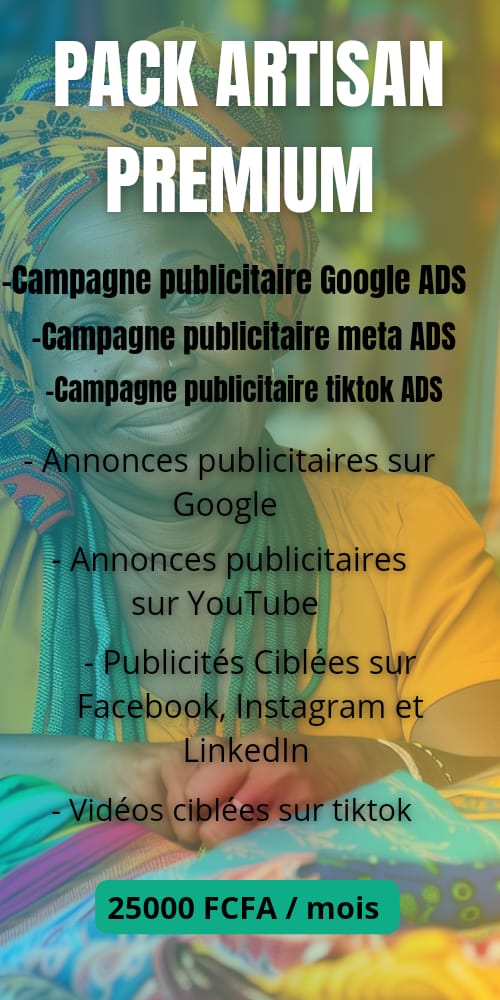 PACK ARTISAN
PREMIUM
-Campagne publicitaire Google ADS
-Campagne publicitaire meta ADS
-Campagne publicitaire tiktok ADS
- Annonces publicitaires sur
Google
- Annonces publicitaires
sur YouTube
- Publicités Ciblées sur
Facebook, Instagram et
LinkedIn
- Vidéos ciblées sur tiktok
25000 FCFA / mois